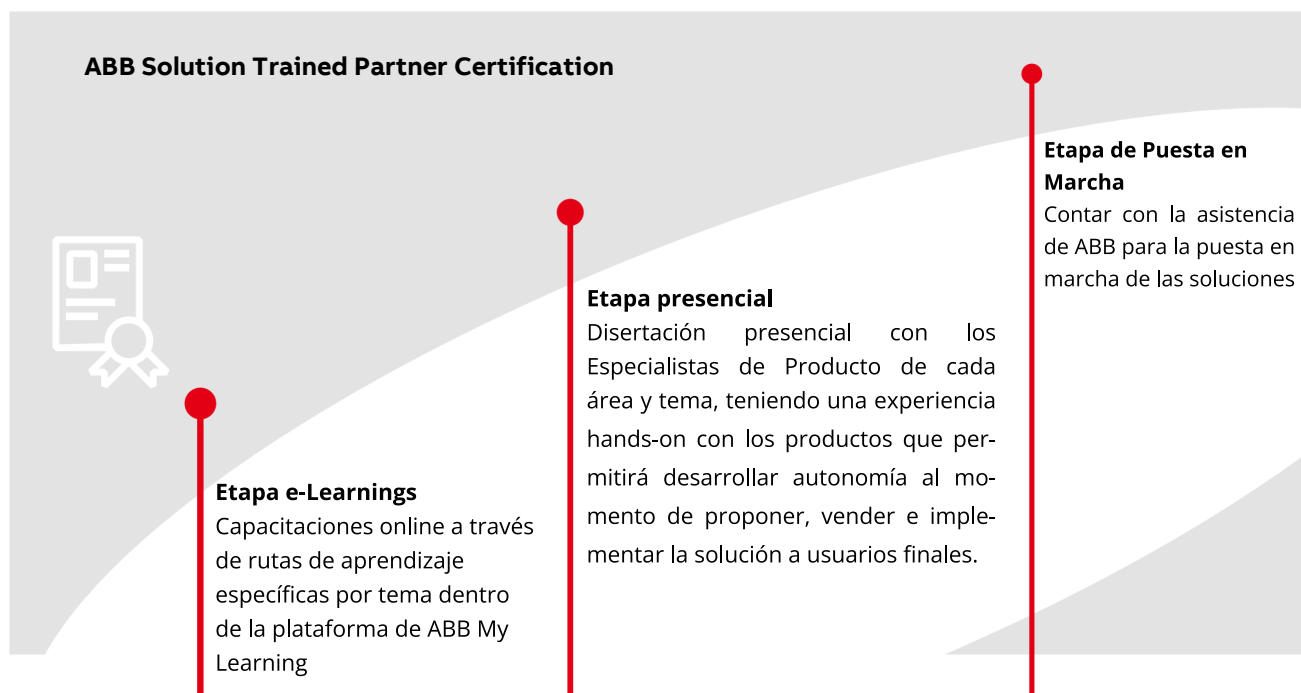 ABB Solution Trained Partner Certification
Etapa e-Learnings
Capacitaciones online a través
de rutas de aprendizaje
específicas por tema dentro
de la plataforma de ABB My
Learning
Etapa presencial
Disertación presencial con los
Especialistas de Producto de cada
área y tema, teniendo una experiencia
hands-on con los productos que per-
mitirá desarrollar autonomía al mo-
mento de proponer, vender e imple-
mentar la solución a usuarios finales.
Etapa de Puesta en
Marcha
Contar con la asistencia
de ABB para la puesta en
marcha de las soluciones